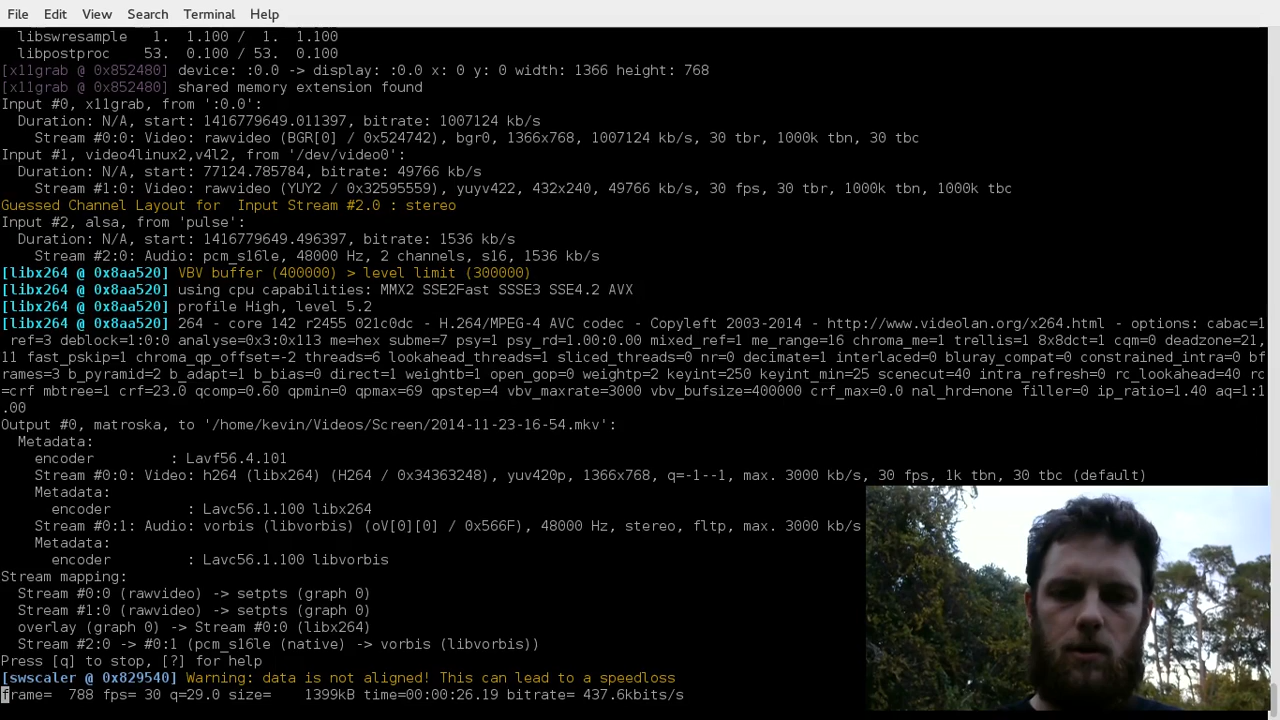 File Edit View Search Terminal Help
libswresample 1. 1.100 / 1. 1.100
libpostproc 53. 0.100 / 53. 0.100
[x11grab @ 0x852480] device: :0.0 -> display: :0.0 x: 0 y: 0 width: 1366 height: 768
[x11grab @ 0x852480] shared memory extension found
Input #0, x11grab, from ':0.0':
Duration: N/A, start: 1416779649.011397, bitrate: 1007124 kb/s
Stream #0:0: Video: rawvideo (BGR[0] / 0x524742), bgr0, 1366x768, 1007124 kb/s, 30 tbr, 1000k tbn, 30 tbc
Input #1, video4linux2,v4l2, from '/dev/video0':
Duration: N/A, start: 77124.785784, bitrate: 49766 kb/s
Stream #1:0: Video: rawvideo (YUY2 / 0x32595559), yuyv422, 432x240, 49766 kb/s, 30 fps, 30 tbr, 1000k tbn, 1000k tbc
Guessed Channel Layout for  Input Stream #2.0 : stereo
Input #2, alsa, from 'pulse':
Duration: N/A, start: 1416779649.496397, bitrate: 1536 kb/s
Stream #2:0: Audio: pcm_s16le, 48000 Hz, 2 channels, s16, 1536 kb/s
[libx264 @ 0x8aa520] VBV buffer (400000) > level limit (300000)
[libx264 @ 0x8aa520] using cpu capabilities: MMX2 SSE2Fast SSSE3 SSE4.2 AVX
[libx264 @ 0x8aa520] profile High, level 5.2
[libx264 @ 0x8aa520] 264 - core 142 r2455 021c0dc - H.264/MPEG-4 AVC codec - Copyleft 2003-2014 - http://www.videolan.org/x264.html - options: cabac=1
ref=3 deblock=1:0:0 analyse=0x3:0x113 me=hex subme=7 psy=1 psy_rd=1.00:0.00 mixed_ref=1 me_range=16 chroma_me=1 trellis=1 8x8dct=1 cqm=0 deadzone=21,
11 fast_pskip=1 chroma_qp_offset=-2 threads=6 lookahead_threads=1 sliced_threads=0 nr=0 decimate=1 interlaced=0 bluray_compat=0 constrained_intra=0 bf
rames=3 b_pyramid=2 b_adapt=1 b_bias=0 direct=1 weightb=1 open_gop=0 weightp=2 keyint=250 keyint_min=25 scenecut=40 intra_refresh=0 rc_lookahead=40 rc
=crf mbtree=1 crf=23.0 qcomp=0.60 qpmin=0 qpmax=69 qpstep=4 vbv_maxrate=3000 vbv_bufsize=400000 crf_max=0.0 nal_hrd=none filler=0 ip_ratio=1.40 aq=1:1
.00
Output #0, matroska, to '/home/kevin/Videos/Screen/2014-11-23-16-54.mkv':
Metadata:
encoder : Lavf56.4.101
Stream #0:0: Video: h264 (libx264) (H264 / 0x34363248), yuv420p, 1366x768, q=-1--1, max. 3000 kb/s, 30 fps, 1k tbn, 30 tbc (default)
Metadata:
encoder : Lavc56.1.100 libx264
Stream #0:1: Audio: vorbis (libvorbis) (oV[0][0] / 0x566F), 48000 Hz, stereo, fltp, max. 3000 kb/s
Metadata:
encoder : Lavc56.1.100 libvorbis
Stream mapping:
Stream #0:0 (rawvideo) -> setpts (graph 0)
Stream #1:0 (rawvideo) -> setpts (graph 0)
overlay (graph 0) -> Stream #0:0 (libx264)
Stream #2:0 -> #0:1 (pcm_s16le (native) -> vorbis (libvorbis))
Press [q] to stop, [?] for help
[swscaler @ 0x829540] Warning: data is not aligned! This can lead to a speedloss
frame= 788 fps= 30 q=29.0 size= 1399kB time=00:00:26.19 bitrate= 437.6kbits/s